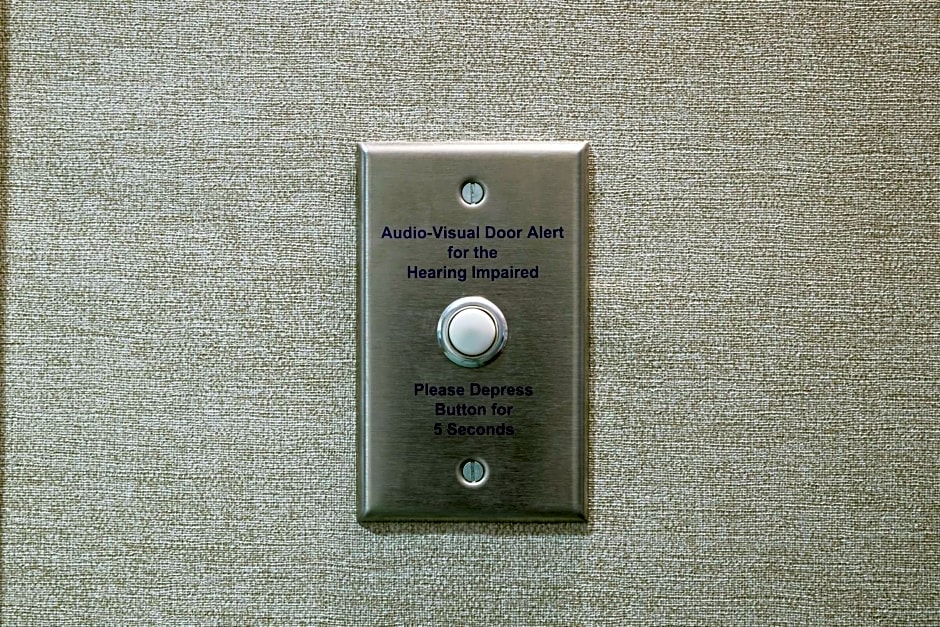 Audio-Visual Door Alert
for the
Hearing Impaired
Please Depress
Button for
5 Seconds